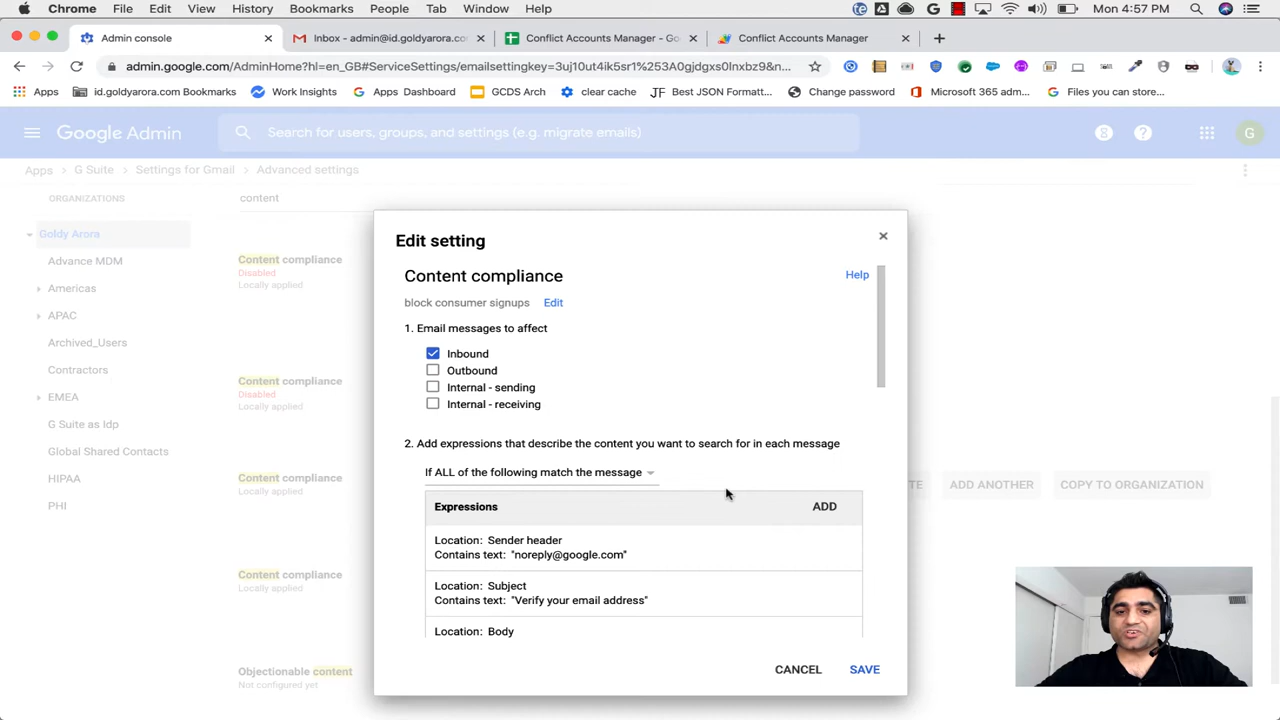 Chrome File Edit View History Bookmarks People Tab Window Help Mon 4:57 PM
Admin console
Inbox - admin@id.goldyarora.co
Conflict Accounts Manager - Go
Conflict Accounts Manager
admin.google.com/AdminHome?hl=en_GB#ServiceSettings/emailsettingkey=3uj10ut4ik5sr1%253A0gjdgxs0lnxbz9&n...
Apps id.goldyarora.com Bookmarks Work Insights Apps Dashboard GCDS Arch clear cache Best JSON Formatt... Change password Microsoft 365 adm... Files you can store...
Google Admin
Search for users, groups, and settings (e.g. migrate emails)
G
Apps G Suite Settings for Gmail Advanced settings
ORGANIZATIONS
content
Goldy Arora
Advance MDM
Americas
APAC
Archived_Users
Contractors
EMEA
G Suite as Idp
Global Shared Contacts
HIPAA
PHI
Content compliance
Disabled
Locally applied
Content compliance
Disabled
Locally applied
Content compliance
Locally applied
Content compliance
Locally applied
Objectionable content
Not configured yet
Edit setting
Content compliance
Help
block consumer signups Edit
1. Email messages to affect
Inbound
Outbound
Internal - sending
Internal - receiving
2. Add expressions that describe the content you want to search for in each message
If ALL of the following match the message
Expressions ADD
Location: Sender header
Contains text: "noreply@google.com"
Location: Subject
Contains text: "Verify your email address"
Location: Body
CANCEL SAVE
TE ADD ANOTHER COPY TO ORGANIZATION